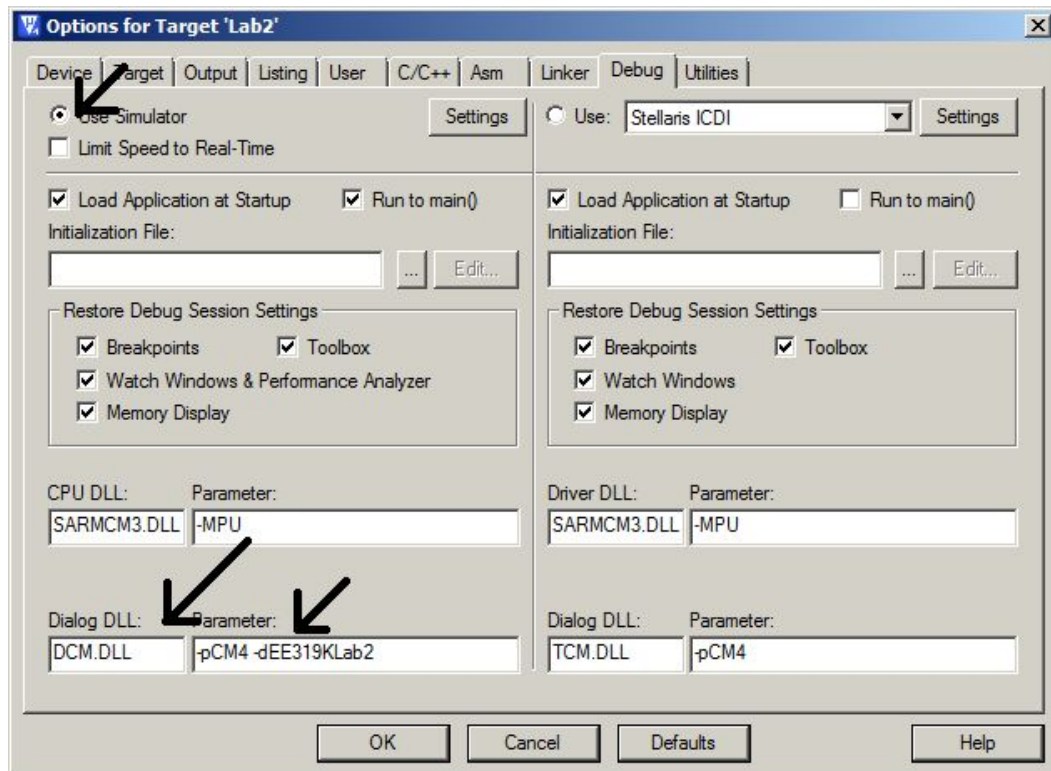 Options for Target 'Lab2'
Device Target Output Listing User C/C++ Asm Linker Debug Utilities
Use Simulator Settings
Limit Speed to Real-Time
Use: Stellaris ICDI Settings
Load Application at Startup Run to main()
Initialization File:
... Edit...
Restore Debug Session Settings
Breakpoints Toolbox
Watch Windows & Performance Analyzer
Memory Display
CPU DLL: Parameter:
SARMCM3.DLL -MPU
Dialog DLL: Parameter:
DCM.DLL -pCM4 -dEE319KLab2
Load Application at Startup Run to main()
Initialization File:
... Edit...
Restore Debug Session Settings
Breakpoints Toolbox
Watch Windows
Memory Display
Driver DLL: Parameter:
SARMCM3.DLL -MPU
Dialog DLL: Parameter:
TCM.DLL -pCM4
OK Cancel Defaults Help